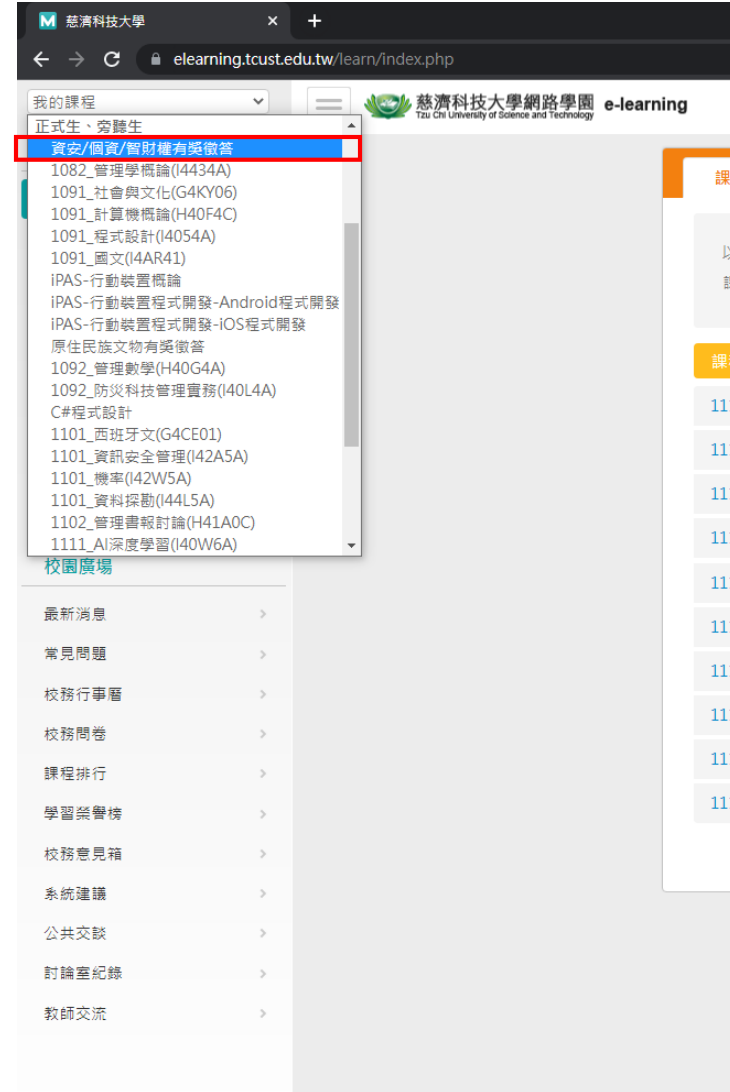 慈濟科技大學
elearning.tcust.edu.tw/learn/index.php
我的課程
慈濟科技大學網路學園 e-learning
Tzu Chi University of Science and Technology
正式生、旁聽生
資安/個資/智財權有獎徵答
1082_管理學概論(I4434A)
1091_社會與文化(G4KY06)
1091_計算機概論(H40F4C)
1091_程式設計(I4054A)
1091_國文(I4AR41)
iPAS-行動裝置概論
iPAS-行動裝置程式開發-Android程式開發
iPAS-行動裝置程式開發-iOS程式開發
原住民族文物有獎徵答
1092_管理數學(H40G4A)
1092_防災科技管理實務(I40L4A)
C#程式設計
1101_西班牙文(G4CE01)
1101_資訊安全管理(I42A5A)
1101_機率(I42W5A)
1101_資料探勘(I44L5A)
1102_管理書報討論(H41A0C)
1111_AI深度學習(I40W6A)
校園廣場
最新消息
常見問題
校務行事曆
校務問卷
課程排行
學習榮譽榜
校務意見箱
系統建議
公共交談
討論室紀錄
教師交流
課
課
11
11
11
11
11
11
11
11
11
11